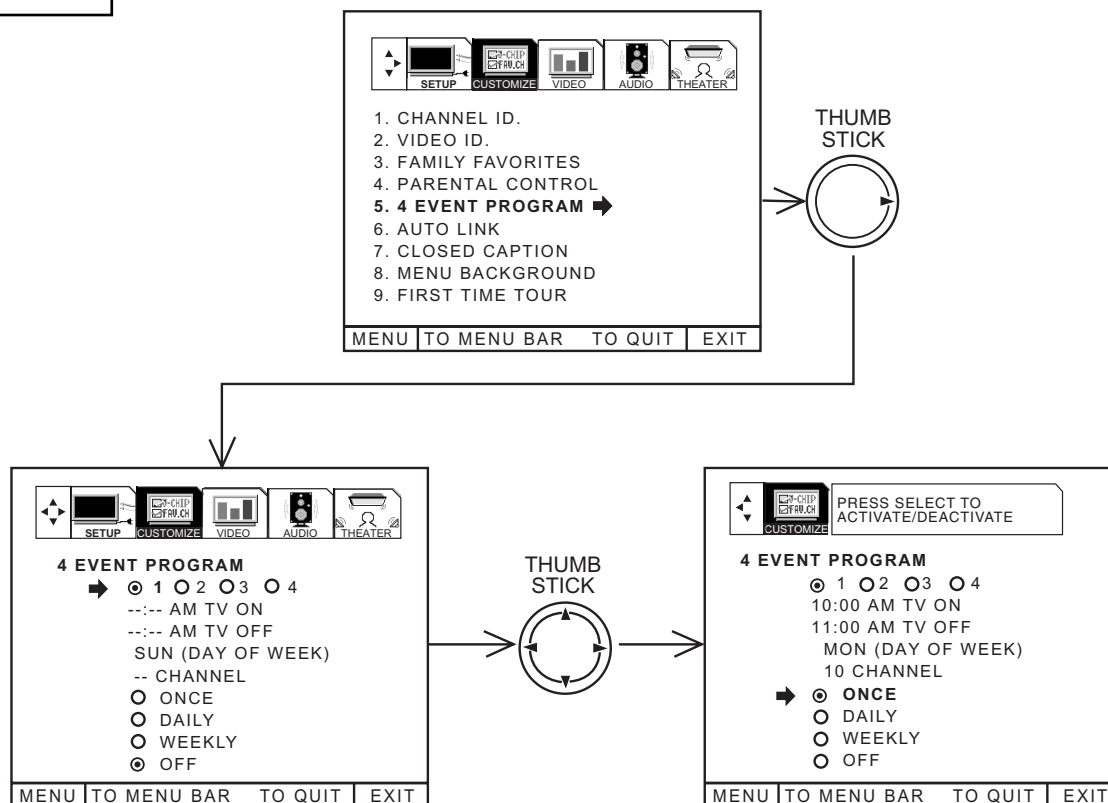 V-CHIP
FAV.CH
SETUP CUSTOMIZE VIDEO AUDIO THEATER
1. CHANNEL ID.
2. VIDEO ID.
3. FAMILY FAVORITES
4. PARENTAL CONTROL
5. 4 EVENT PROGRAM
6. AUTO LINK
7. CLOSED CAPTION
8. MENU BACKGROUND
9. FIRST TIME TOUR
MENU TO MENU BAR TO QUIT EXIT
THUMB
STICK
V-CHIP
FAV.CH
SETUP CUSTOMIZE VIDEO AUDIO THEATER
4 EVENT PROGRAM
1 2 3 4
--:-- AM TV ON
--:-- AM TV OFF
SUN (DAY OF WEEK)
-- CHANNEL
ONCE
DAILY
WEEKLY
OFF
MENU TO MENU BAR TO QUIT EXIT
THUMB
STICK
V-CHIP
FAV.CH
CUSTOMIZE
PRESS SELECT TO
ACTIVATE/DEACTIVATE
4 EVENT PROGRAM
1 2 3 4
10:00 AM TV ON
11:00 AM TV OFF
MON (DAY OF WEEK)
10 CHANNEL
ONCE
DAILY
WEEKLY
OFF
MENU TO MENU BAR TO QUIT EXIT